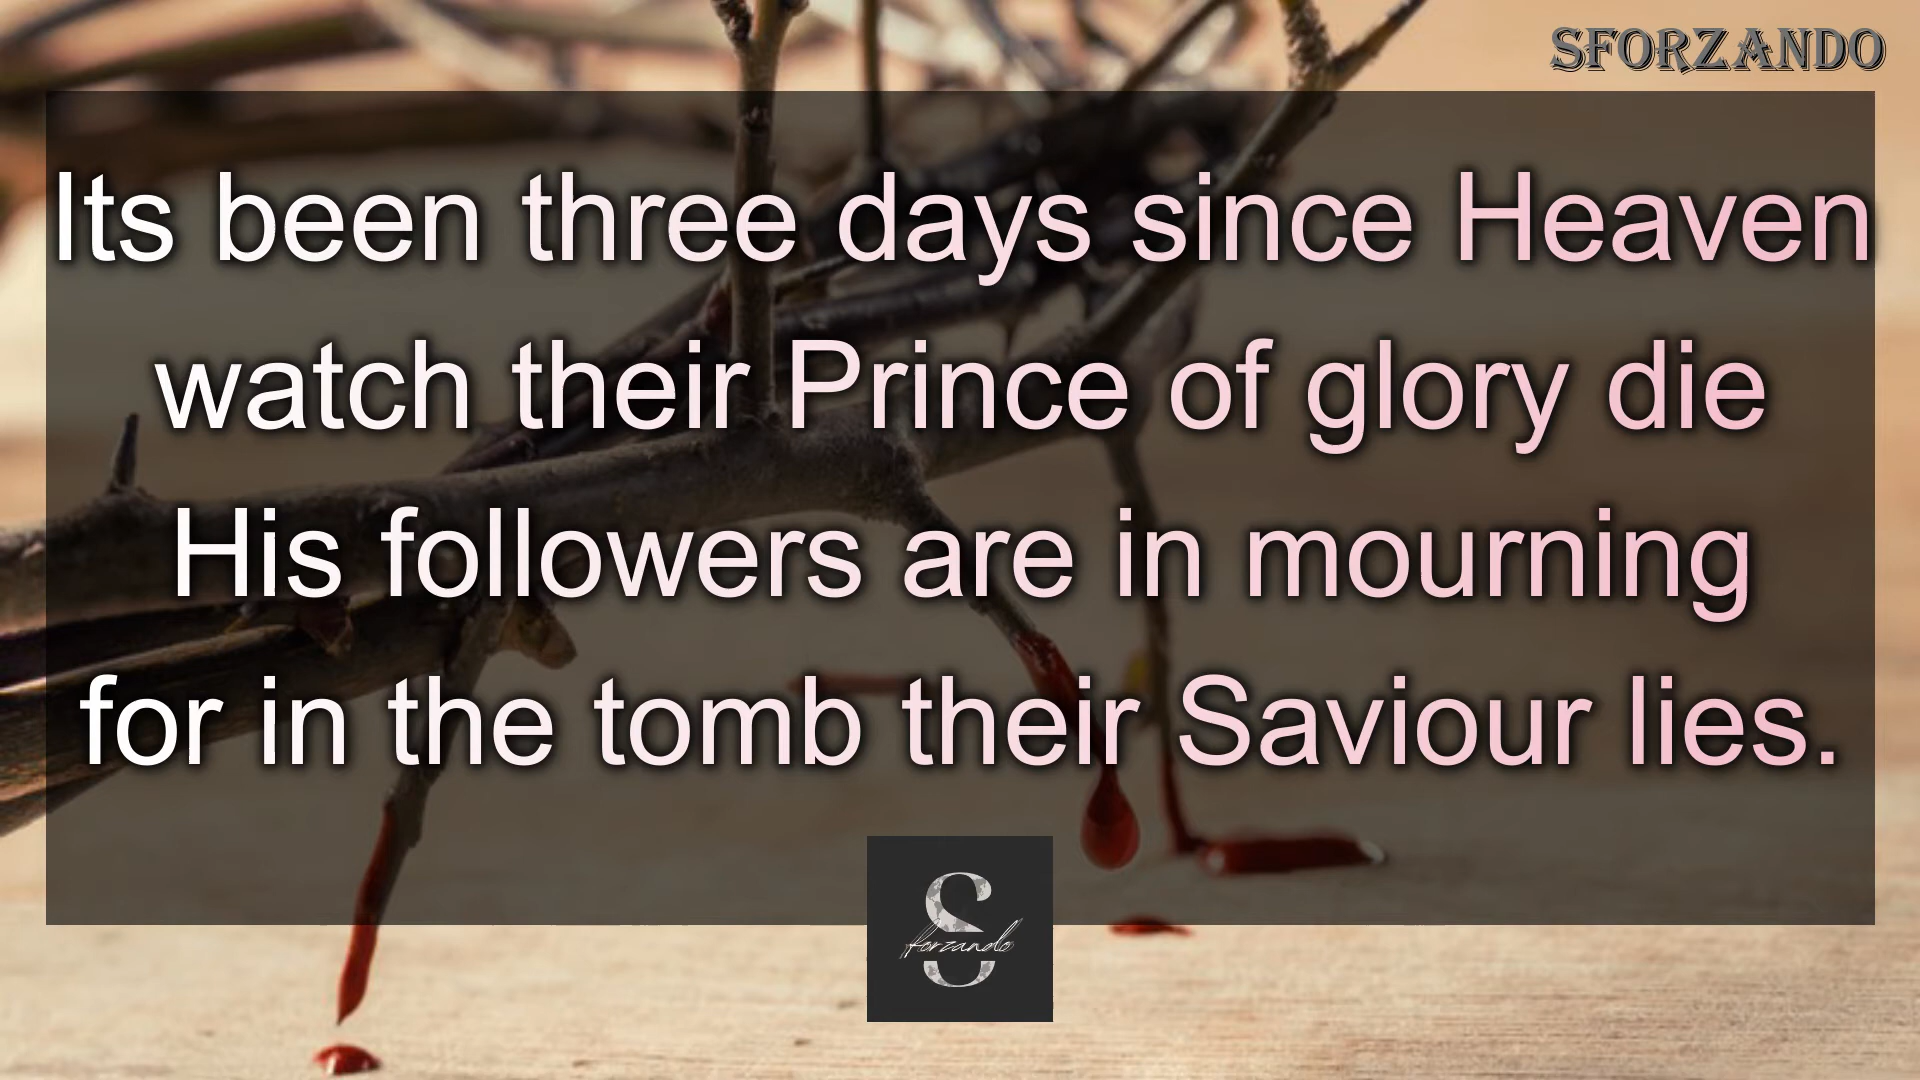 SFORZANDO
Its been three days since Heaven
watch their Prince of glory die
His followers are in mourning
for in the tomb their Saviour lies.
S
forzando